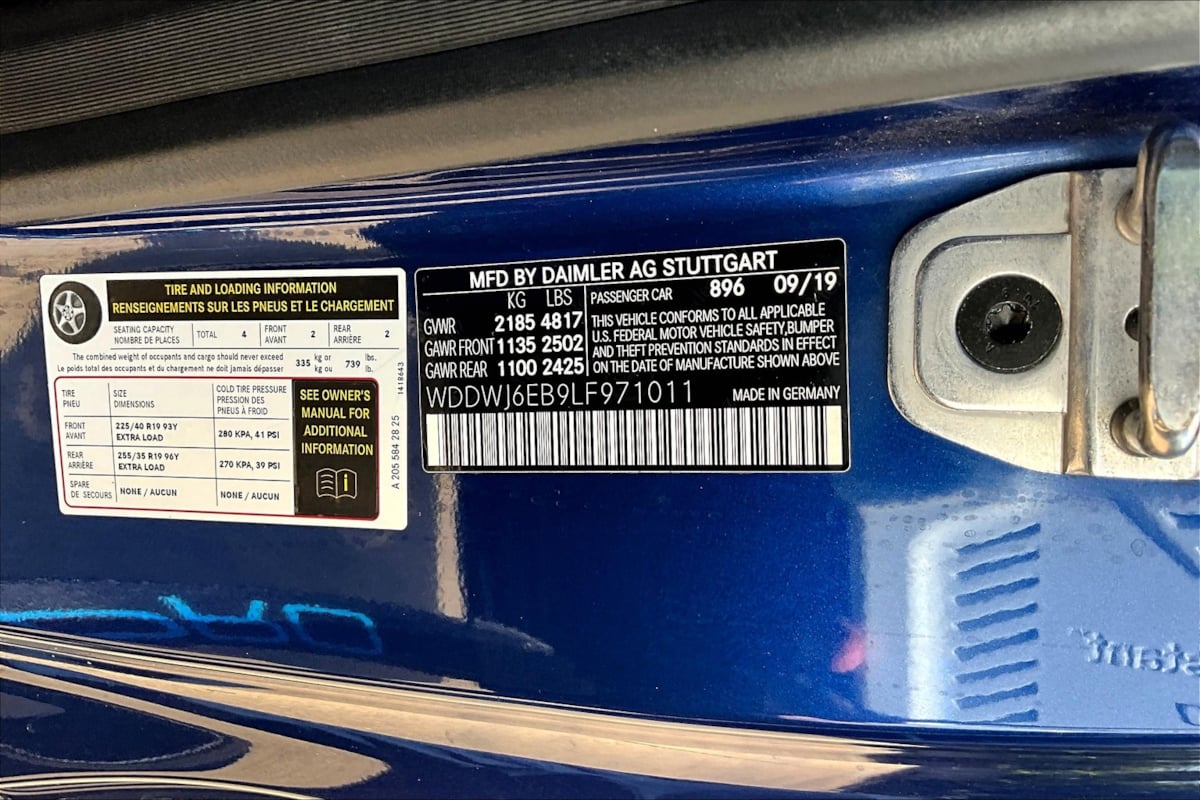 TIRE AND LOADING INFORMATION
RENSEIGNEMENTS SUR LES PNEUS ET LE CHARGEMENT
SEATING CAPACITY
NOMBRE DE PLACES
TOTAL 4
FRONT
AVANT
2
REAR
ARRIÈRE
2
The combined weight of occupants and cargo should never exceed
Le poids total des occupants et du chargement ne doit jamais dépasser
335 kg or
kg ou
739 lbs.
lb.
TIRE
PNEU
SIZE
DIMENSIONS
COLD TIRE PRESSURE
PRESSION DES
PNEUS À FROID
FRONT
AVANT
225/40 R19 93Y
EXTRA LOAD
280 KPA, 41 PSI
REAR
ARRIÈRE
255/35 R19 96Y
EXTRA LOAD
270 KPA, 39 PSI
SPARE
DE SECOURS
NONE / AUCUN
NONE / AUCUN
SEE OWNER'S
MANUAL FOR
ADDITIONAL
INFORMATION
i
1418643
A 205 584 28 25
MFD BY DAIMLER AG STUTTGART
KG LBS
GVWR 2185 4817
GAWR FRONT 1135 2502
GAWR REAR 1100 2425
PASSENGER CAR 896 09/19
THIS VEHICLE CONFORMS TO ALL APPLICABLE
U.S. FEDERAL MOTOR VEHICLE SAFETY,BUMPER
AND THEFT PREVENTION STANDARDS IN EFFECT
ON THE DATE OF MANUFACTURE SHOWN ABOVE
WDDWJ6EB9LF971011 MADE IN GERMANY